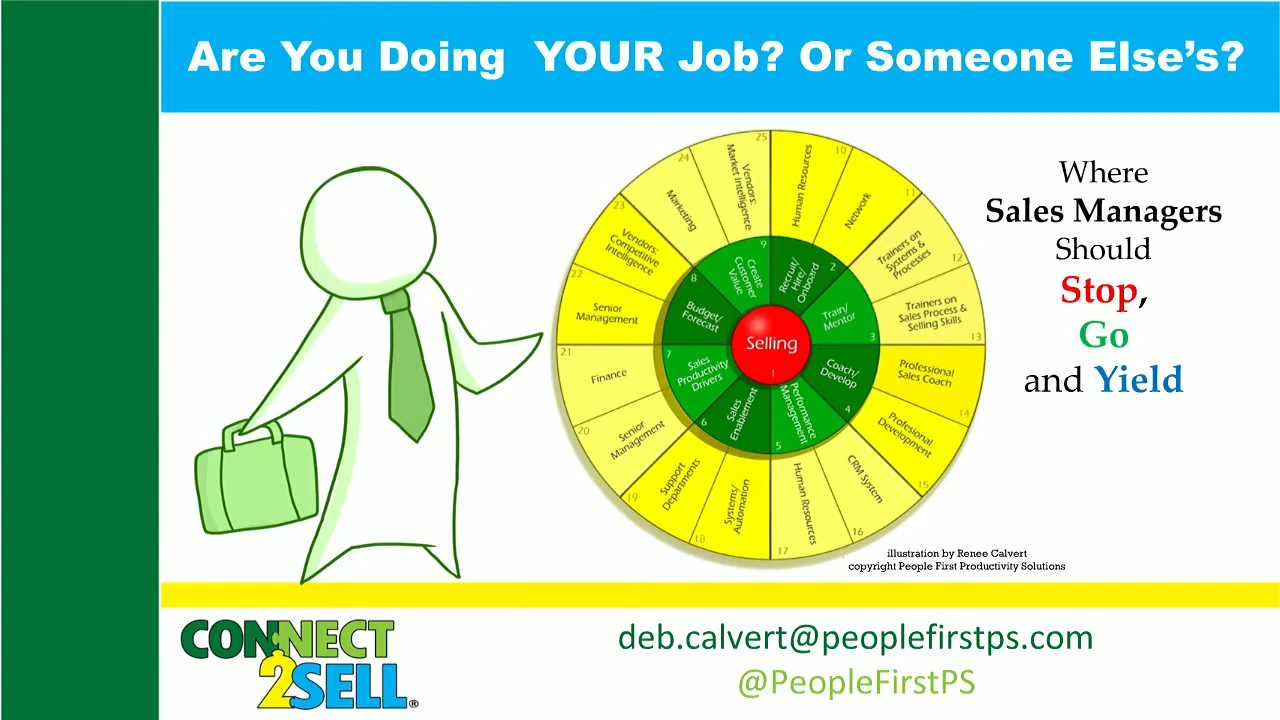 Are You Doing  YOUR Job? Or Someone Else's?
Where
Sales Managers
Should
Stop,
Go
and Yield
Selling
1
2
Recruit/
Hire/
Onboard
3
Train/
Mentor
4
Coach/
Develop
5
Performance
Management
6
Sales
Enablement
7
Sales
Productivity
Drivers
8
Budget/
Forecast
9
Create
Customer
Value
10
Human Resources
11
Network
12
Trainers on
Systems &
Processes
13
Trainers on
Sales Process &
Selling Skills
14
Professional
Sales Coach
15
Profesional
Development
16
CRM System
17
Human Resources
18
Systems/
Automation
19
Support
Departments
20
Senior
Management
21
Finance
22
Senior
Management
23
Vendors:
Competitive
Intelligence
24
Marketing
25
Vendors:
Market Intelligence
illustration by Renee Calvert
copyright People First Productivity Solutions
CONNECT
2SELL®
deb.calvert@peoplefirstps.com
@PeopleFirstPS